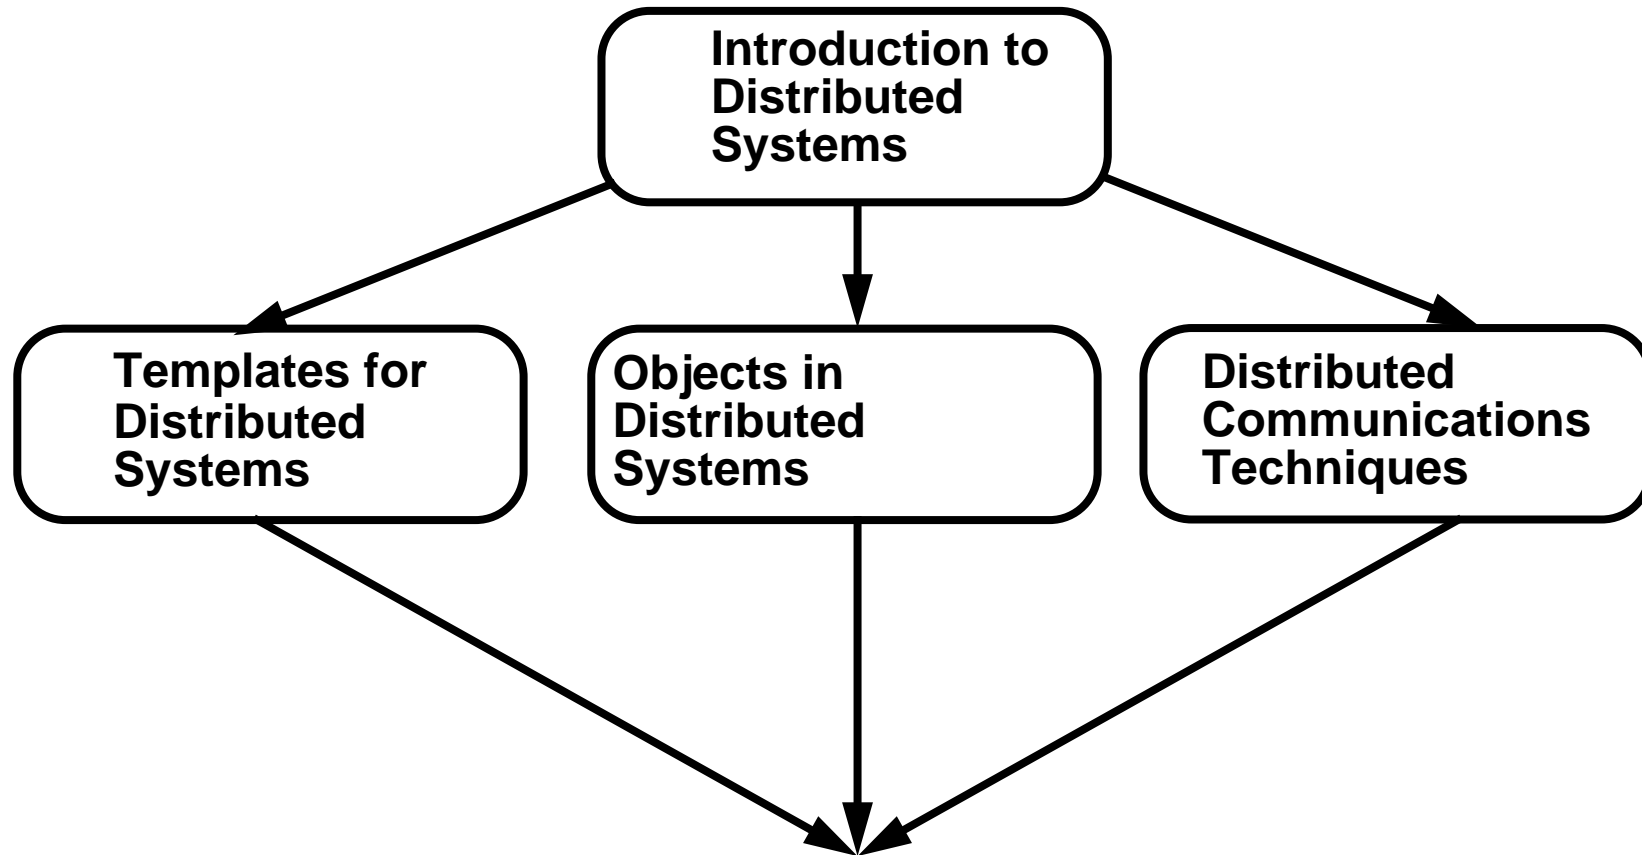 Introduction to
Distributed
Systems
Templates for
Distributed
Systems
Objects in
Distributed
Systems
Distributed
Communications
Techniques